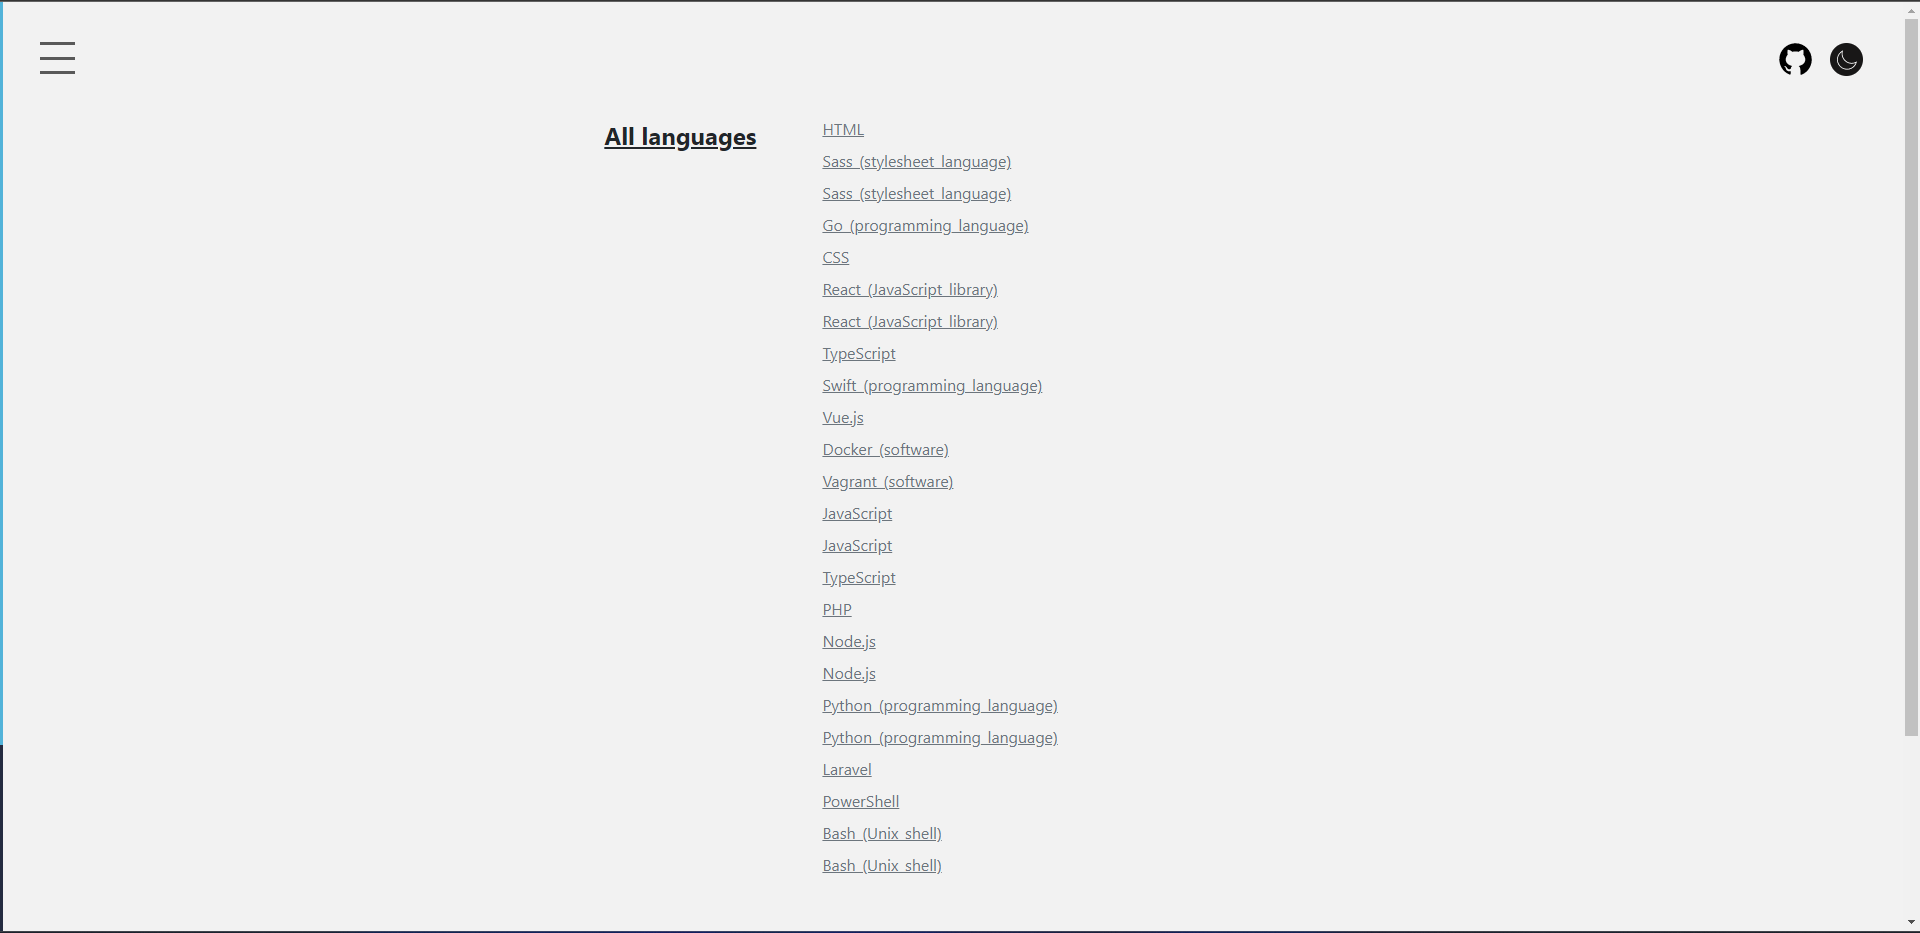 All languages
HTML
Sass (stylesheet language)
Sass (stylesheet language)
Go (programming language)
CSS
React (JavaScript library)
React (JavaScript library)
TypeScript
Swift (programming language)
Vue.js
Docker (software)
Vagrant (software)
JavaScript
JavaScript
TypeScript
PHP
Node.js
Node.js
Python (programming language)
Python (programming language)
Laravel
PowerShell
Bash (Unix shell)
Bash (Unix shell)